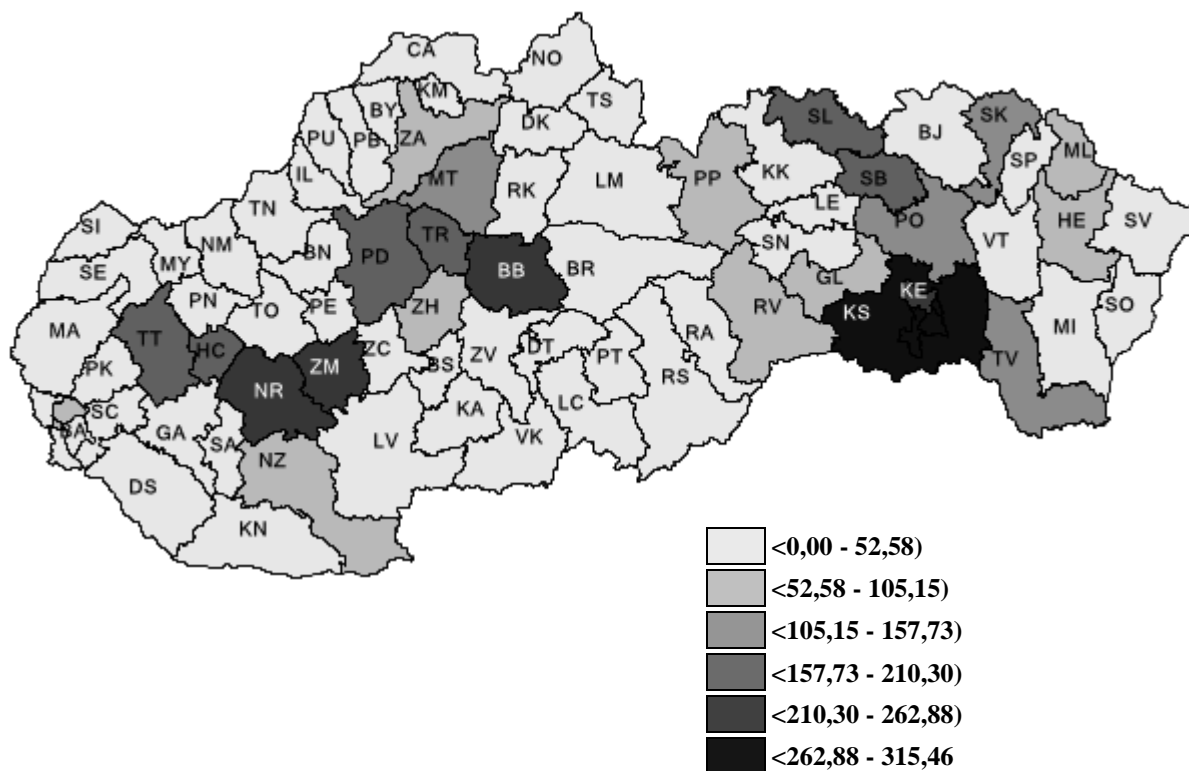 CA
NO
KM
TS
BY
DK
PU
PB
ZA
SL
BJ
SK
SP
ML
IL
MT
RK
LM
PP
KK
SB
LE
PO
HE
SV
TN
SI
NM
BN
PD
TR
SN
VT
SE
MY
BB
BR
GL
KE
PN
TO
PE
ZH
RV
KS
SO
MA
TT
HC
ZM
ZC
DT
PT
RA
MI
TV
PK
NR
BS
ZV
RS
SC
GA
SA
KA
LC
BA
NZ
LV
VK
DS
KN
<0,00 - 52,58)
<52,58 - 105,15)
<105,15 - 157,73)
<157,73 - 210,30)
<210,30 - 262,88)
<262,88 - 315,46